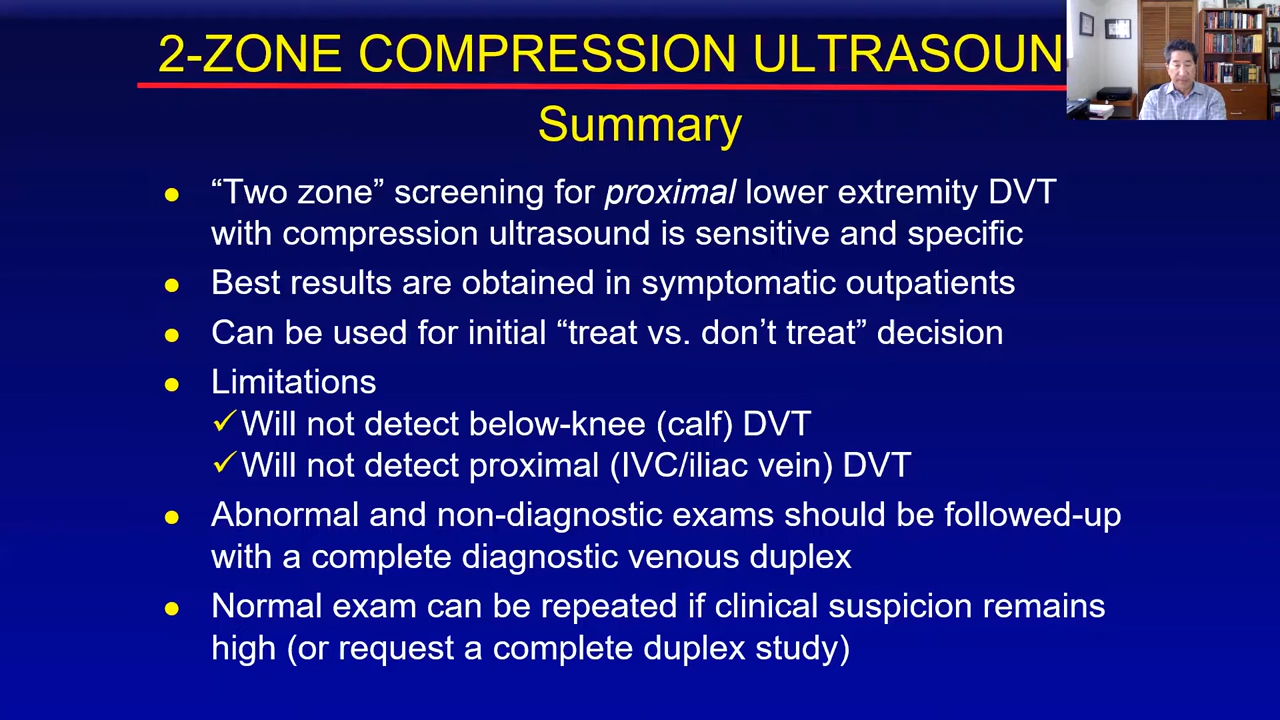 2-ZONE COMPRESSION ULTRASOUN
Summary
“Two zone” screening for proximal lower extremity DVT
with compression ultrasound is sensitive and specific
Best results are obtained in symptomatic outpatients
Can be used for initial “treat vs. don’t treat” decision
Limitations
Will not detect below-knee (calf) DVT
Will not detect proximal (IVC/iliac vein) DVT
Abnormal and non-diagnostic exams should be followed-up
with a complete diagnostic venous duplex
Normal exam can be repeated if clinical suspicion remains
high (or request a complete duplex study)